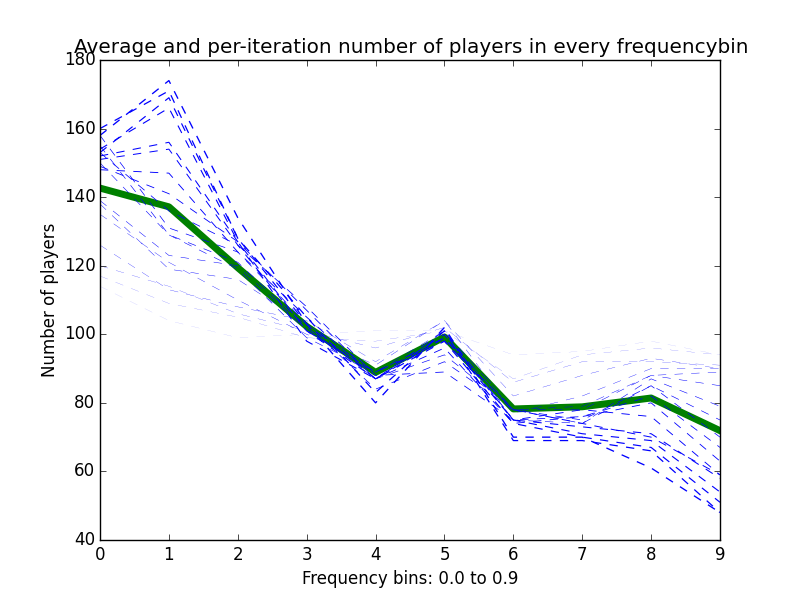 Average and per-iteration number of players in every frequencybin
180
160
140
120
100
80
60
40
Number of players
0 1 2 3 4 5 6 7 8 9
Frequency bins: 0.0 to 0.9